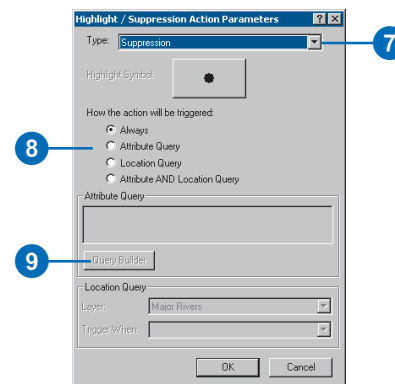 Highlight / Suppression Action Parameters
Type: Suppression
7
Highlight Symbol:
How the action will be triggered:
Always
8
Attribute Query
Location Query
Attribute AND Location Query
Attribute Query
9
Query Builder
Location Query
Layer: Major Rivers
Trigger When:
OK Cancel